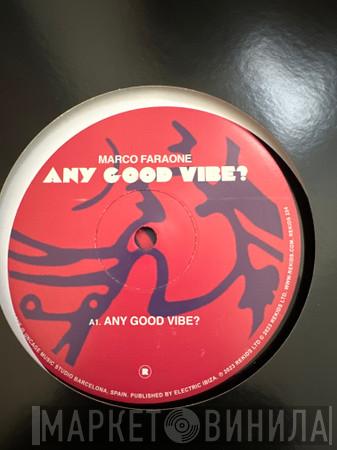 MARCO FARAONE
ANY GOOD VIBE?
A1. ANY GOOD VIBE?
MUSIC STUDIO BARCELONA, SPAIN. PUBLISHED BY ELECTRIC IBIZA. ℗ 2023 REKIDS LTD © 2023 REKIDS LTD. WWW.REKIDS.COM. REKIDS
R
МАРКЕТ ВИНИЛА